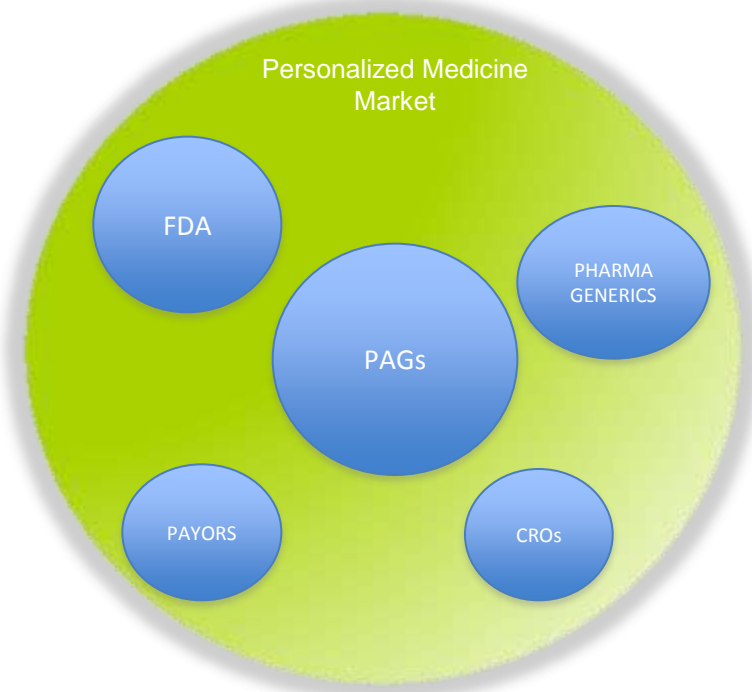 Personalized Medicine
Market
FDA
PHARMA
GENERICS
PAGs
PAYORS
CROs